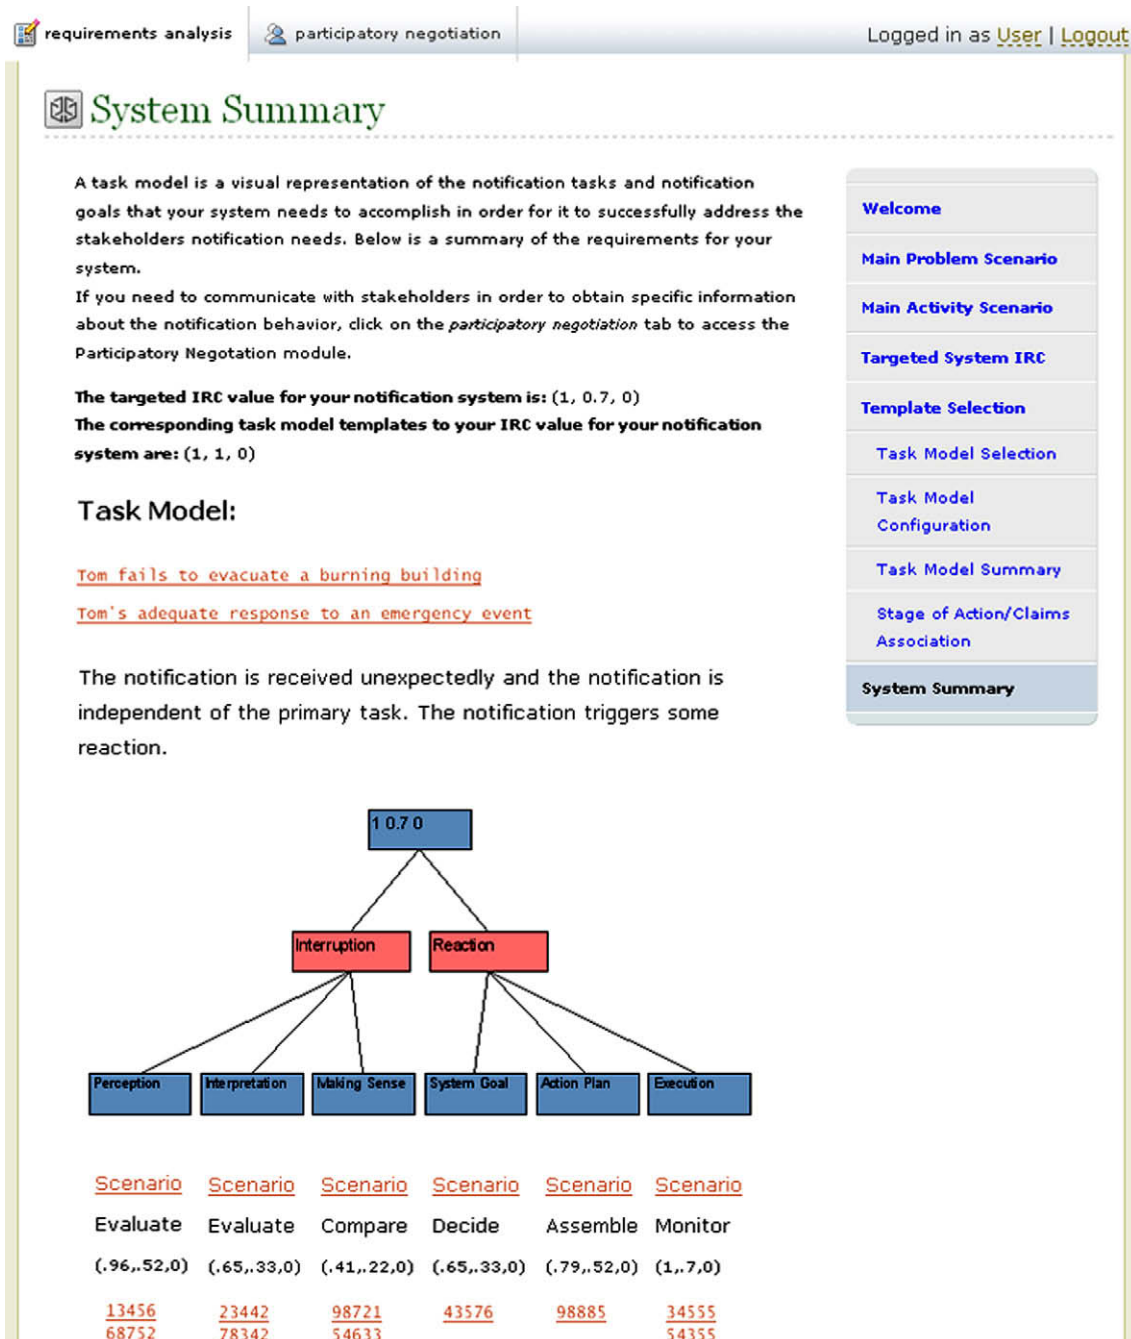 requirements analysis
participatory negotiation
Logged in as User | Logout
System Summary
A task model is a visual representation of the notification tasks and notification
goals that your system needs to accomplish in order for it to successfully address the
stakeholders notification needs. Below is a summary of the requirements for your
system.
If you need to communicate with stakeholders in order to obtain specific information
about the notification behavior, click on the participatory negotiation tab to access the
Participatory Negotation module.
The targeted IRC value for your notification system is: (1, 0.7, 0)
The corresponding task model templates to your IRC value for your notification
system are: (1, 1, 0)
Task Model:
Tom fails to evacuate a burning building
Tom's adequate response to an emergency event
The notification is received unexpectedly and the notification is
independent of the primary task. The notification triggers some
reaction.
Welcome
Main Problem Scenario
Main Activity Scenario
Targeted System IRC
Template Selection
Task Model Selection
Task Model
Configuration
Task Model Summary
Stage of Action/Claims
Association
System Summary
1 0.7 0
Interruption
Reaction
Perception
Interpretation
Making Sense
System Goal
Action Plan
Execution
Scenario Scenario Scenario Scenario Scenario Scenario
Evaluate Evaluate Compare Decide Assemble Monitor
(.96,.52,0) (.65,.33,0) (.41,.22,0) (.65,.33,0) (.79,.52,0) (1,.7,0)
13456 23442 98721 43576 98885 34555
68752 78342 54633 54355